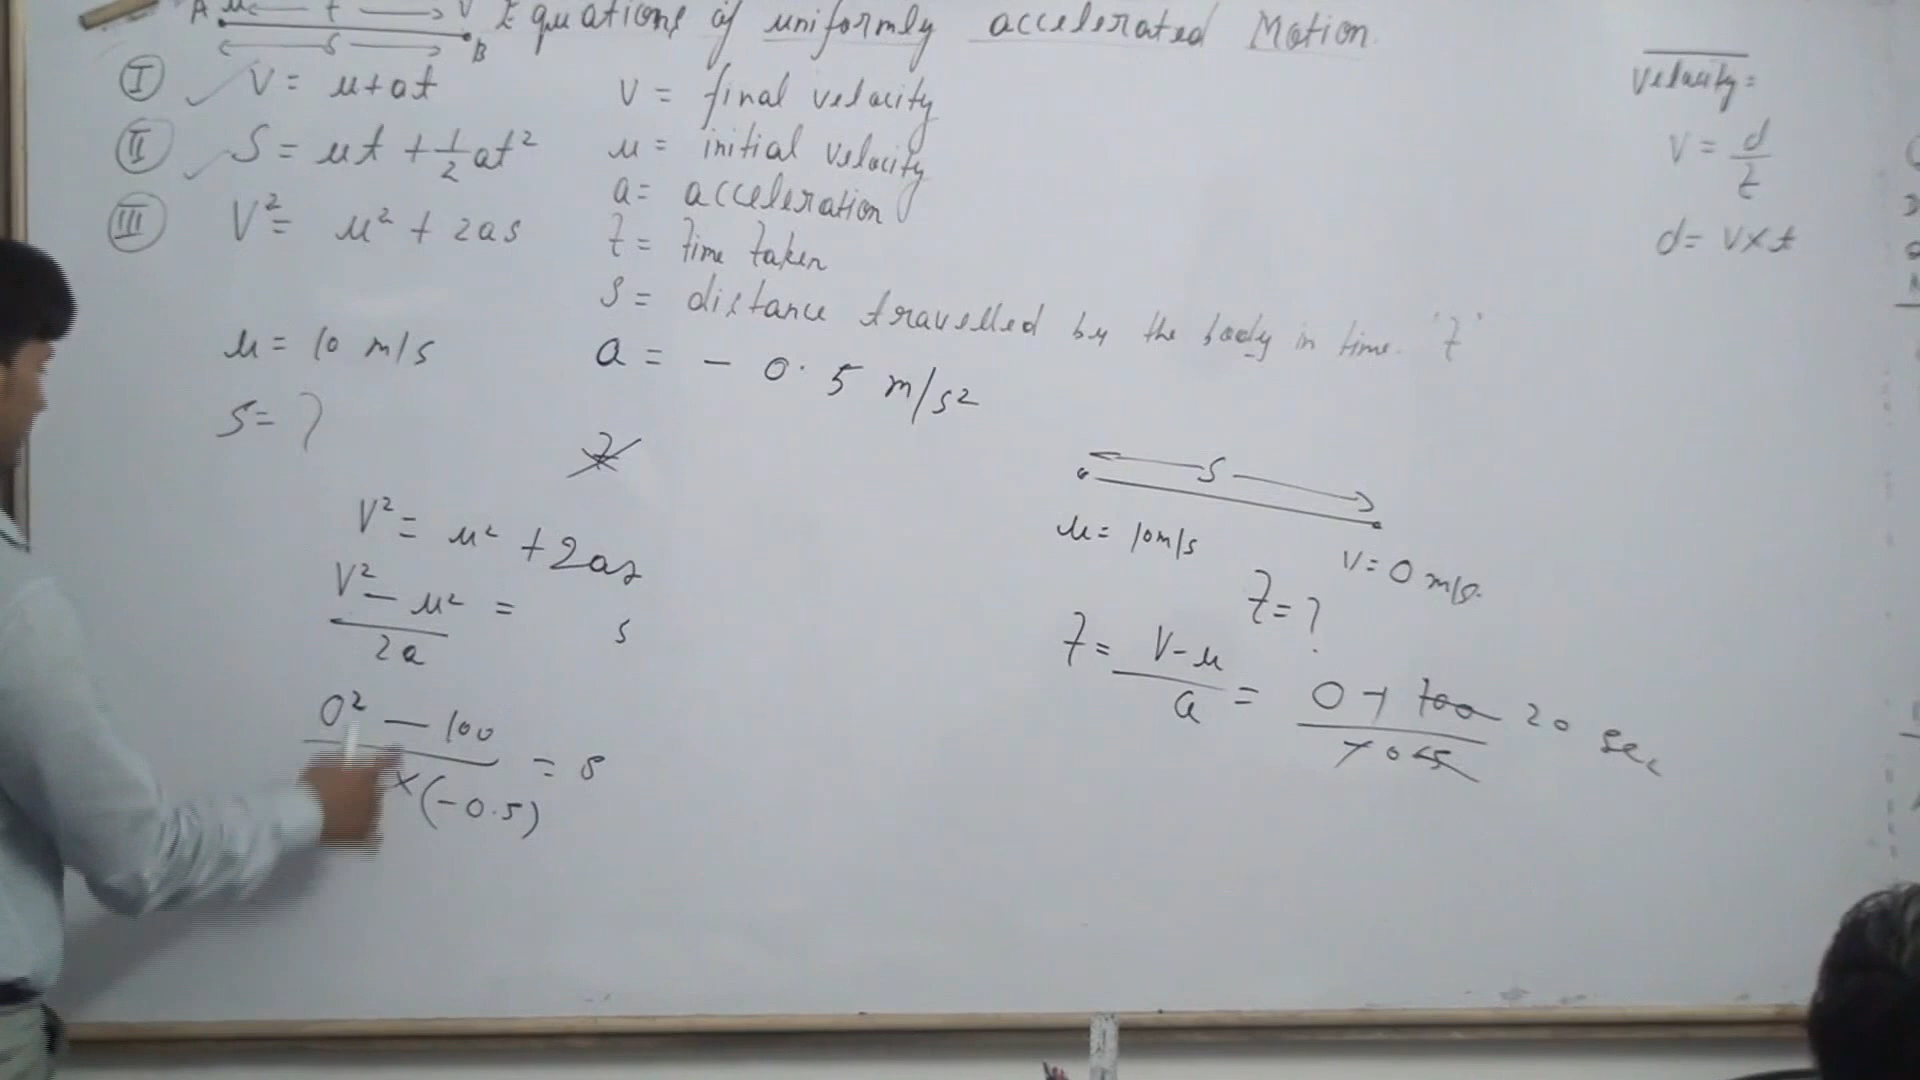 A u t V
Equations of uniformly accelerated Motion
S B
I V = u+at
II S = ut + 1/2 at²
III V² = u² + 2as
V = final velocity
u = initial velocity
a = acceleration
t = time taken
S = distance travelled by the body in time 't'
velocity =
V = d/t
d = V×t
u = 10 m/s
a = - 0.5 m/s²
S = ?
t
V² = u² + 2as
V² - u² / 2a = s
0² - 100 / ×(-0.5) = s
S
u = 10m/s V = 0 m/s.
t = ?
t = V-u / a = 0 - 100 / 20 sec